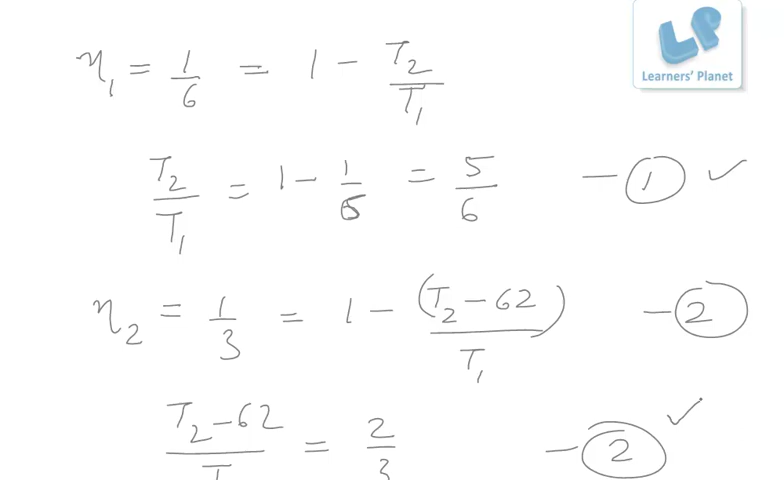 LP
Learners' Planet
η₁ = 1/6 = 1 - T₂/T₁
T₂/T₁ = 1 - 1/6 = 5/6 - ① ✓
η₂ = 1/3 = 1 - (T₂ - 62)/T₁ - ②
(T₂ - 62)/T = 2/3 - ② ✓